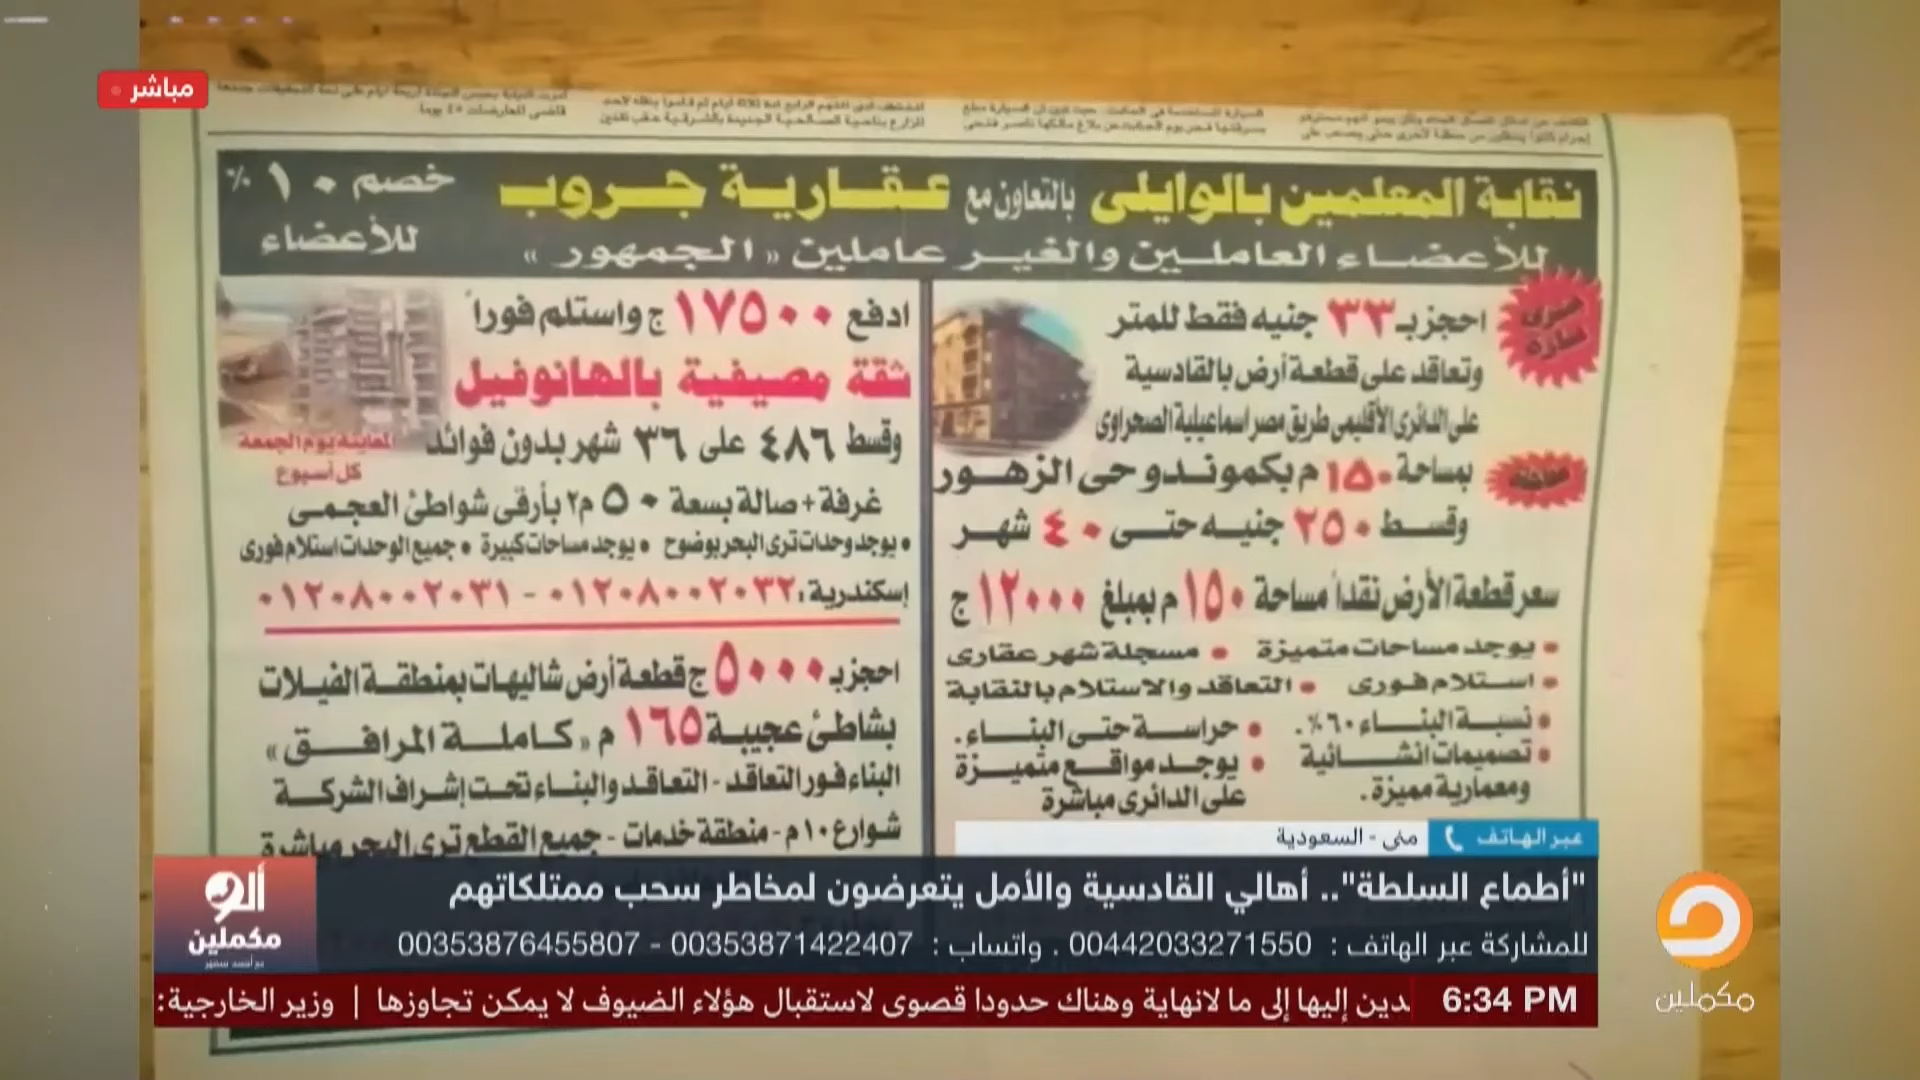 مباشر
نقابة المعلمين بالوايلى بالتعاون مع عقارية جروب
خصم ١٠٪
للأعضاء العاملين والغير عاملين «الجمهور»
للأعضاء
احجز بـ ٣٣ جنيه فقط للمتر
وتعاقد على قطعة أرض بالقادسية
على الدائرى الأقليمى طريق مصر اسماعيلية الصحراوى
بمساحة ١٥٠ م بكموندو حى الزهور
وقسط ٢٥٠ جنيه حتى ٤٠ شهر
سعر قطعة الأرض نقداً مساحة ١٥٠ م بمبلغ ١٢٠٠٠ ج
• يوجد مساحات متميزة • مسجلة شهر عقارى
• استلام فورى • التعاقد والاستلام بالنقابة
• نسبة البناء ٦٠٪. • حراسة حتى البناء.
• تصميمات انشائية • يوجد مواقع متميزة
ومعمارية مميزة. على الدائرى مباشرة
ادفع ١٧٥٠٠ ج واستلم فوراً
شقة مصيفية بالهانوفيل
وقسط ٤٨٦ على ٣٦ شهر بدون فوائد
المعاينة يوم الجمعة
كل أسبوع
غرفة + صالة بسعة ٥٠ م٢ بأرقى شواطئ العجمى
• يوجد وحدات ترى البحر بوضوح • يوجد مساحات كبيرة • جميع الوحدات استلام فورى
إسكندرية: ٠١٢٠٨٠٠٢٠٣٢ - ٠١٢٠٨٠٠٢٠٣١
احجز بـ ٥٠٠٠ ج قطعة أرض شاليهات بمنطقة الفيلات
بشاطئ عجيبة ١٦٥ م «كاملة المرافق»
البناء فور التعاقد - التعاقد والبناء تحت إشراف الشركة
شوارع ١٠ م - منطقة خدمات - جميع القطع ترى البحر مباشرة
عبر الهاتف
منى - السعودية
"أطماع السلطة".. أهالي القادسية والأمل يتعرضون لمخاطر سحب ممتلكاتهم
للمشاركة عبر الهاتف : 00442033271550 . واتساب : 00353871422407 - 00353876455807
ألو
مكملين
6:34 PM
ـدين إليها إلى ما لانهاية وهناك حدودا قصوى لاستقبال هؤلاء الضيوف لا يمكن تجاوزها | وزير الخارجية:
مكملين